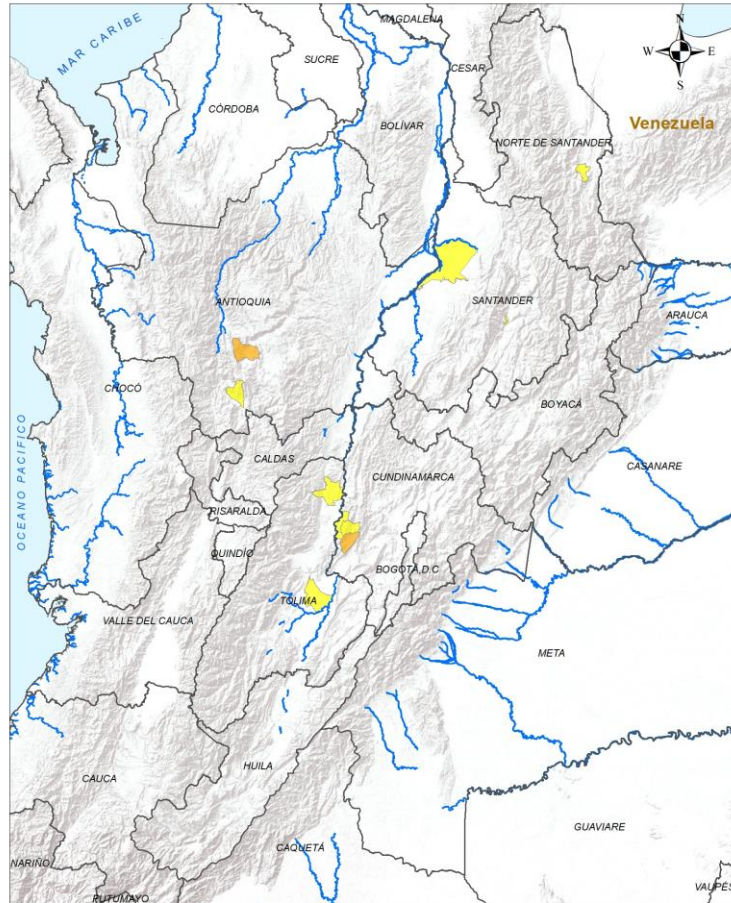 MAGDALENA
MAR CARIBE
N
W E
S
SUCRE
CESAR
CÓRDOBA
BOLÍVAR
Venezuela
NORTE DE SANTANDER
ANTIOQUIA
SANTANDER
ARAUCA
CHOCÓ
BOYACÁ
CALDAS
CUNDINAMARCA
CASANARE
OCEANO PACIFICO
RISARALDA
QUINDÍO
BOGOTÁ,D.C
TOLIMA
VALLE DEL CAUCA
META
HUILA
CAUCA
GUAVIARE
CAQUETÁ
NARIÑO
PUTUMAYO
VAUPÉS